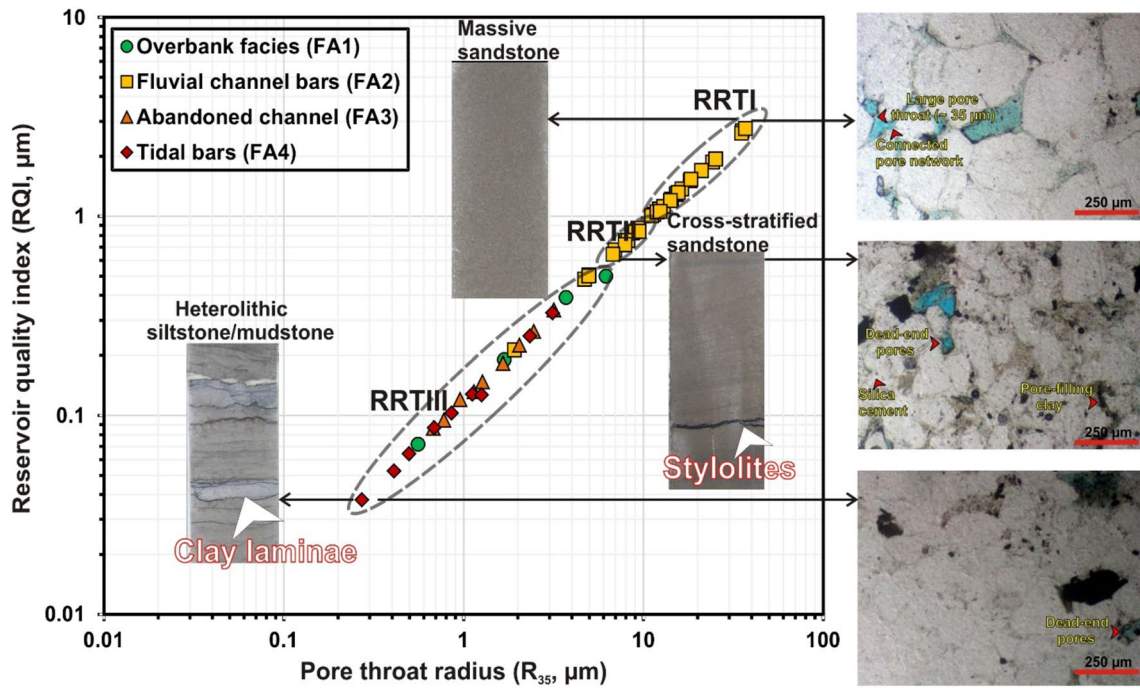 Reservoir quality index (RQI, µm)
10
1
0.1
0.01
Overbank facies (FA1)
Fluvial channel bars (FA2)
Abandoned channel (FA3)
Tidal bars (FA4)
Massive
sandstone
RRTI
RRTII
Cross-stratified
sandstone
Stylolites
Heterolithic
siltstone/mudstone
RRTIII
Clay laminae
0.01
0.1
1
10
100
Pore throat radius (R35, µm)
Large pore
throat (~ 35 µm)
Connected
pore network
250 µm
Dead-end
pores
Silica
cement
Pore-filling
clay
250 µm
Dead-end
pores
250 µm